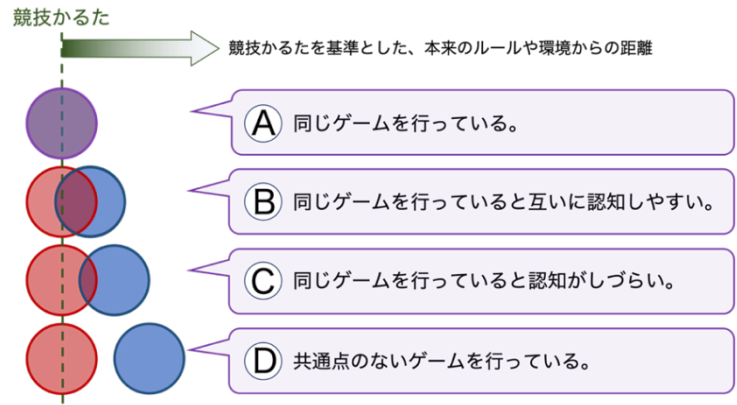 競技かるた
競技かるたを基準とした、本来のルールや環境からの距離
A 同じゲームを行っている。
B 同じゲームを行っていると互いに認知しやすい。
C 同じゲームを行っていると認知がしづらい。
D 共通点のないゲームを行っている。